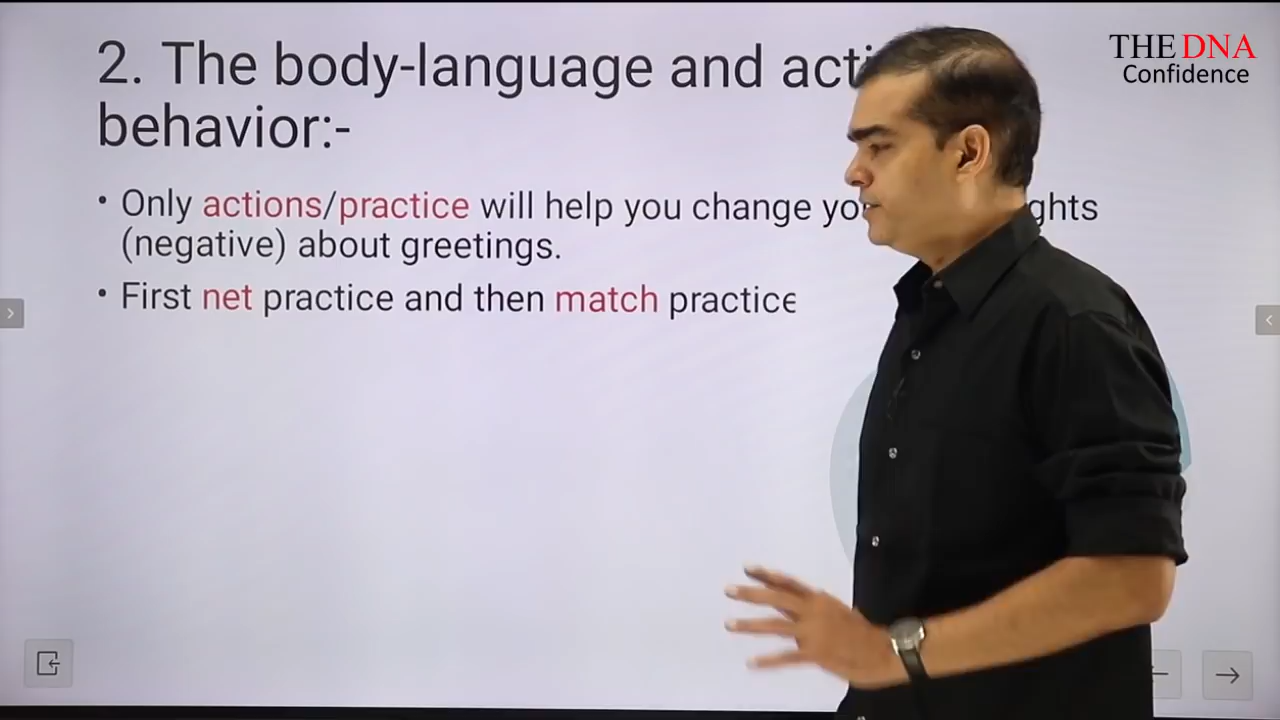 2. The body-language and
behavior:-
• Only actions/practice will help you change
(negative) about greetings.
• First net practice and then match practice
THE DNA
Confidence